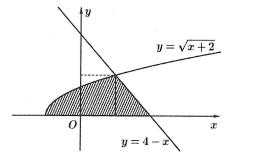 y
y = √(x + 2)
O
x
y = 4 − x